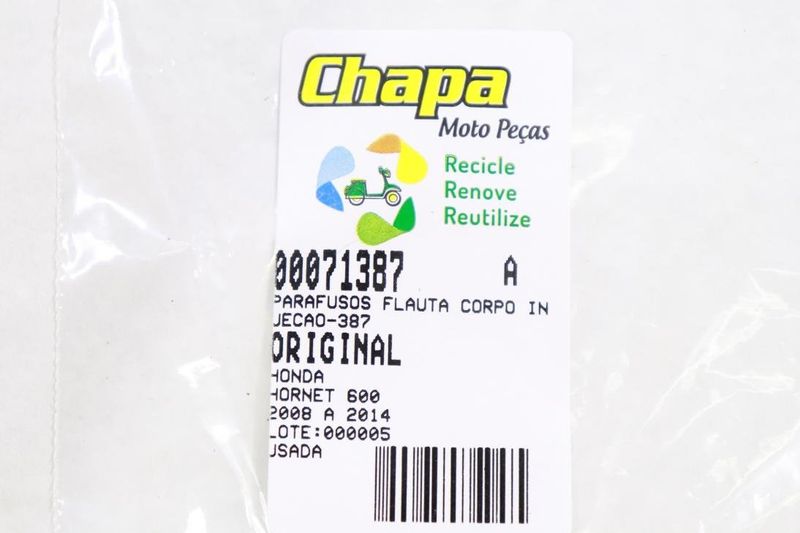 Chapa
Moto Peças
Recicle
Renove
Reutilize
00071387 A
PARAFUSOS FLAUTA CORPO IN
JECAO-387
ORIGINAL
HONDA
HORNET 600
2008 A 2014
LOTE:000005
USADA